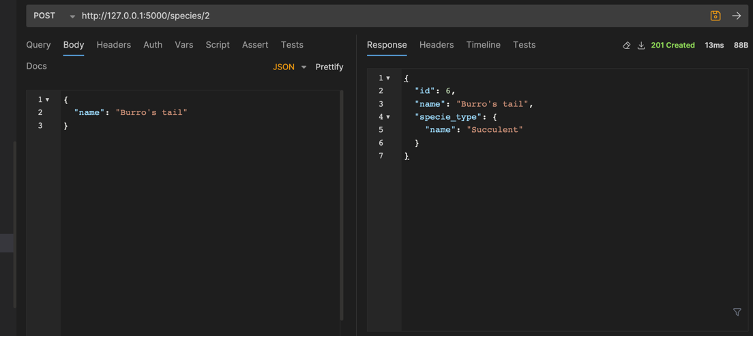 POST http://127.0.0.1:5000/species/2
Query Body Headers Auth Vars Script Assert Tests
Docs
JSON Prettify
1 {
2 "name": "Burro's tail"
3 }
Response Headers Timeline Tests 201 Created 13ms 88B
1 {
2 "id": 6,
3 "name": "Burro's tail",
4 "specie_type": {
5 "name": "Succulent"
6 }
7 }